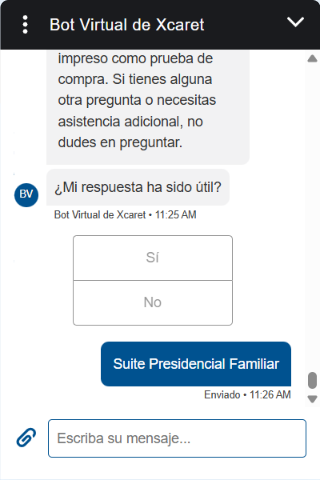 Bot Virtual de Xcaret
impreso como prueba de
compra. Si tienes alguna
otra pregunta o necesitas
asistencia adicional, no
dudes en preguntar.
¿Mi respuesta ha sido útil?
BV
Bot Virtual de Xcaret • 11:25 AM
Sí
No
Suite Presidencial Familiar
Enviado • 11:26 AM
Escriba su mensaje...